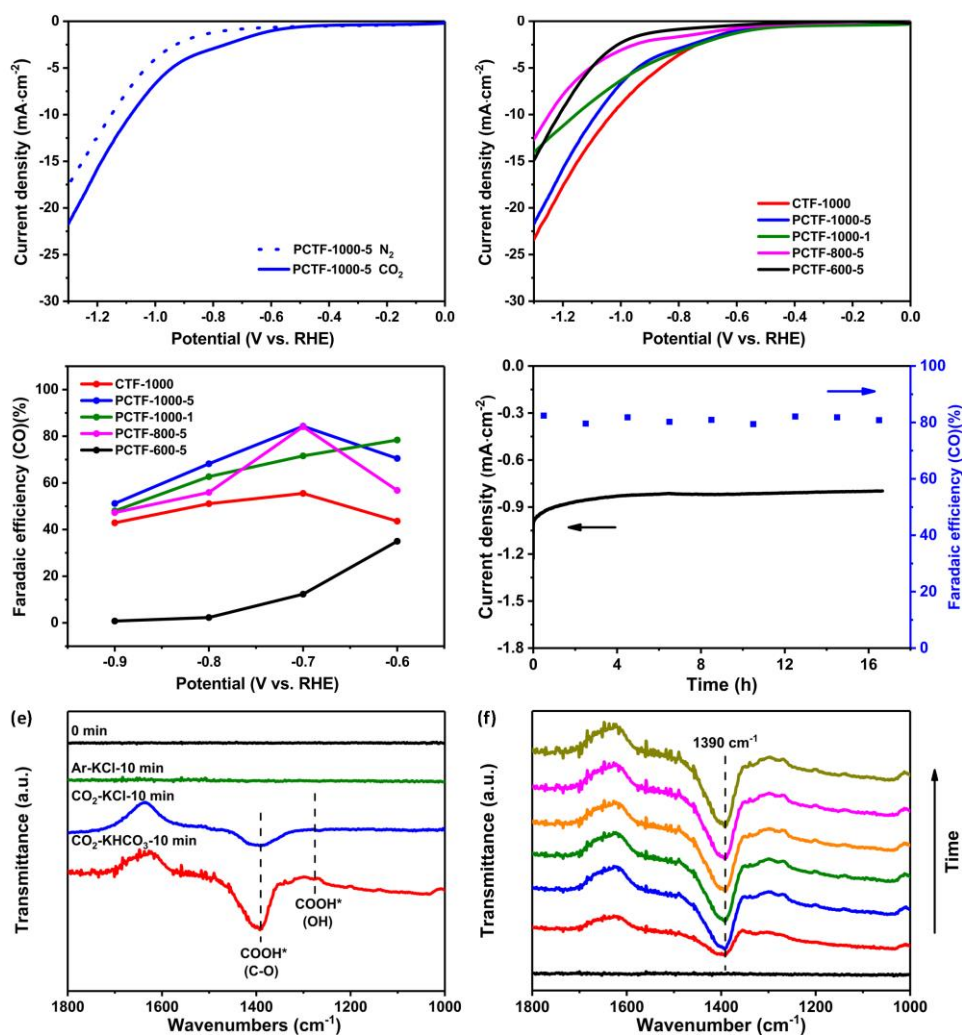 0
-5
-10
-15
-20
-25
-30
Current density (mA·cm-2)
PCTF-1000-5 N2
PCTF-1000-5 CO2
-1.2 -1.0 -0.8 -0.6 -0.4 -0.2 0.0
Potential (V vs. RHE)
0
-5
-10
-15
-20
-25
-30
Current density (mA·cm-2)
CTF-1000
PCTF-1000-5
PCTF-1000-1
PCTF-800-5
PCTF-600-5
-1.2 -1.0 -0.8 -0.6 -0.4 -0.2 0.0
Potential (V vs. RHE)
100
80
60
40
20
0
Faradaic efficiency (CO)(%)
CTF-1000
PCTF-1000-5
PCTF-1000-1
PCTF-800-5
PCTF-600-5
-0.9 -0.8 -0.7 -0.6
Potential (V vs. RHE)
0.0
-0.3
-0.6
-0.9
-1.2
-1.5
-1.8
Current density (mA·cm-2)
100
80
60
40
20
0
Faradaic efficiency (CO)(%)
0 4 8 12 16
Time (h)
(e)
0 min
Ar-KCl-10 min
CO2-KCl-10 min
CO2-KHCO3-10 min
COOH*
(OH)
COOH*
(C-O)
Transmittance (a.u.)
1800 1600 1400 1200 1000
Wavenumbers (cm-1)
(f)
1390 cm-1
Transmittance (a.u.)
Time
1800 1600 1400 1200 1000
Wavenumber (cm-1)